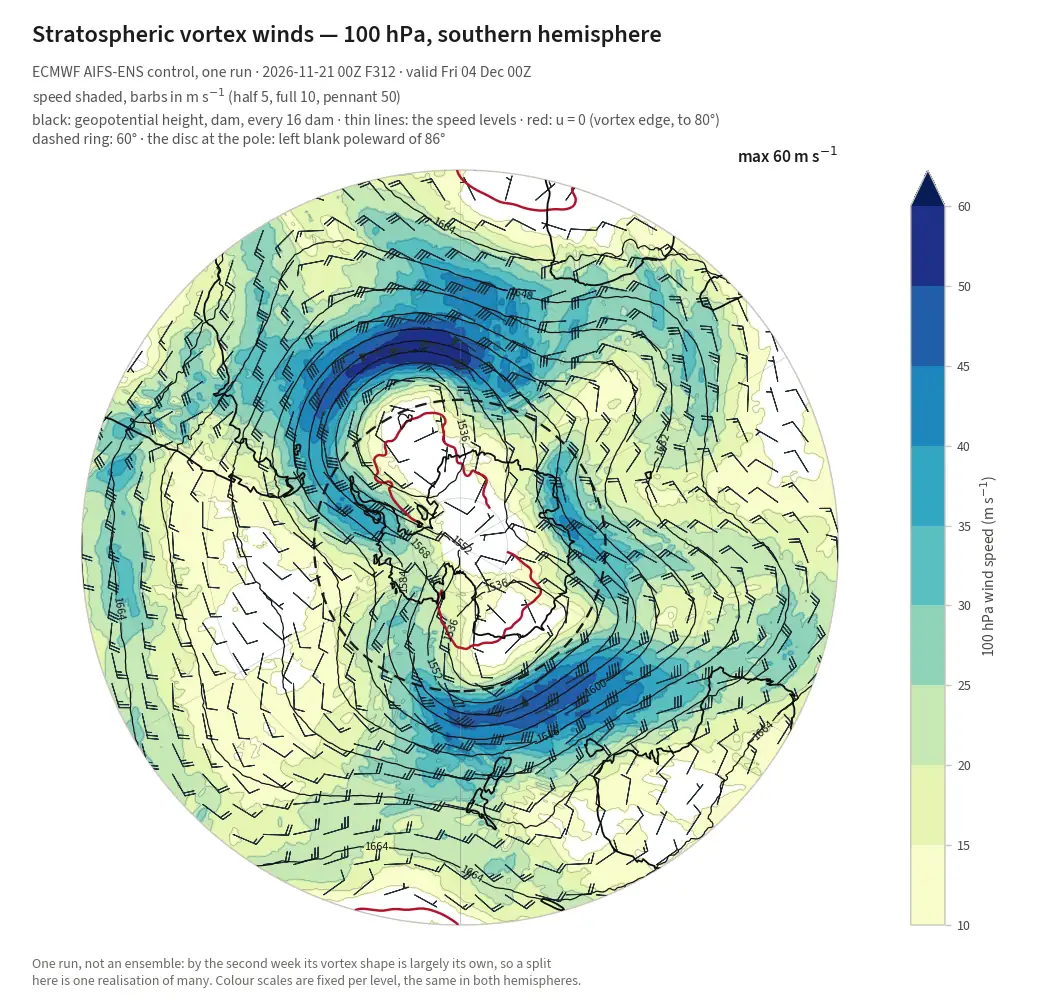 Stratospheric vortex winds — 100 hPa, southern hemisphere
ECMWF AIFS-ENS control, one run · 2026-11-21 00Z F312 · valid Fri 04 Dec 00Z
speed shaded, barbs in m s⁻¹ (half 5, full 10, pennant 50)
black: geopotential height, dam, every 16 dam · thin lines: the speed levels · red: u = 0 (vortex edge, to 80°)
dashed ring: 60° · the disc at the pole: left blank poleward of 86°
max 60 m s⁻¹
60
50
45
40
35
30
25
20
15
10
100 hPa wind speed (m s⁻¹)
1664
1648
1536
1632
1552
1568
1584
1536
1664
1536
1552
1600
1616
1664
1664
1664
One run, not an ensemble: by the second week its vortex shape is largely its own, so a split
here is one realisation of many. Colour scales are fixed per level, the same in both hemispheres.